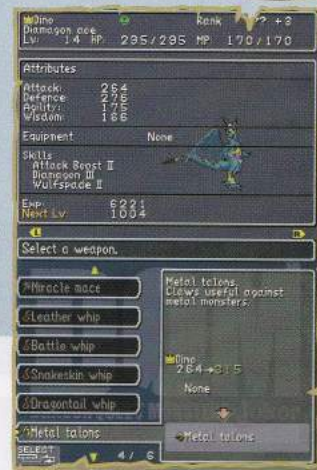 Dino Rank ?? +3
Diamagon ace
Lv: 14 HP: 295/295 MP: 170/170
Attributes
Attack: 264
Defence: 276
Agility: 175
Wisdom: 166
Equipment None
Skills
Attack Boost II
Diamagon III
Wulfspade II
Exp: 6221
Next Lv 1004
L R
Select a weapon.
Miracle mace
Leather whip
Battle whip
Snakeskin whip
Dragontail whip
Metal talons
Metal talons.
Claws useful against
metal monsters.
Dino
264→315
None
Metal talons
SELECT
4/ 6